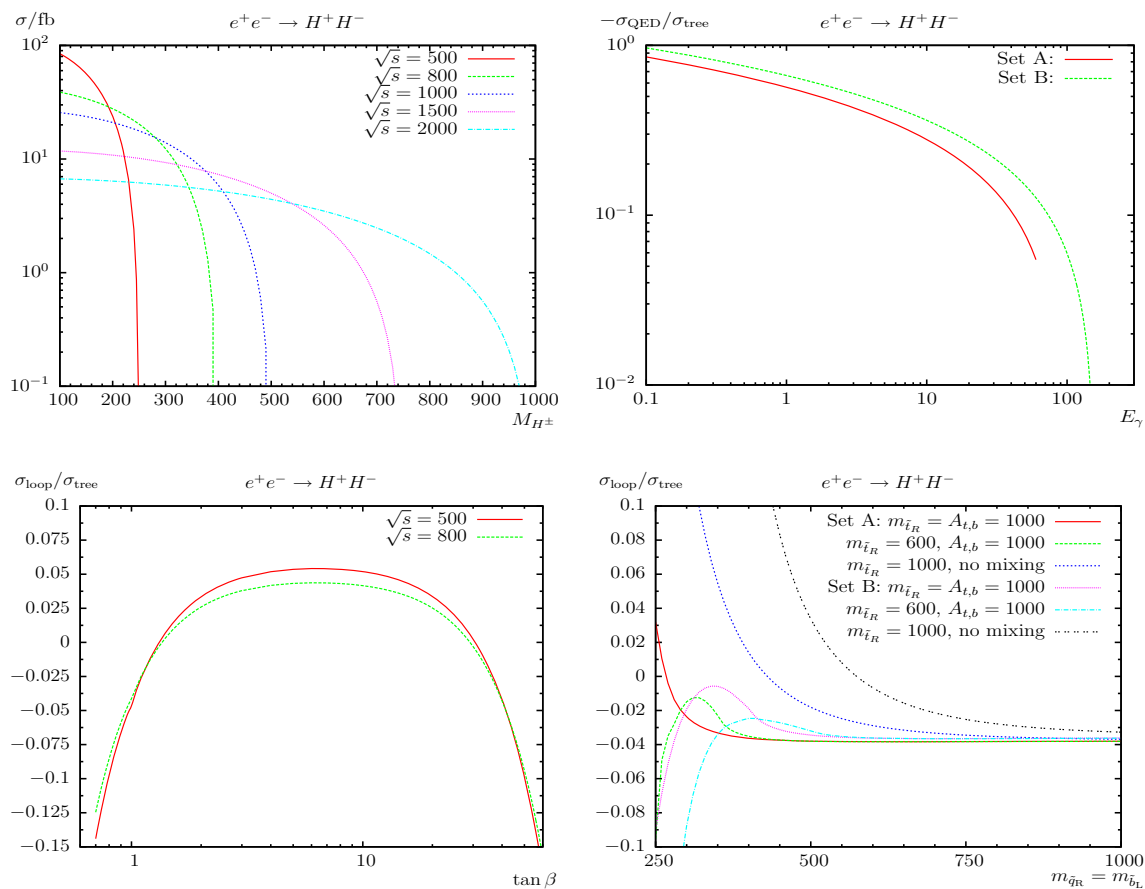 σ/fb
e⁺e⁻ → H⁺H⁻
10²
10¹
10⁰
10⁻¹
√s = 500
√s = 800
√s = 1000
√s = 1500
√s = 2000
100 200 300 400 500 600 700 800 900 1000
M_{H^±}
−σ_QED/σ_tree
e⁺e⁻ → H⁺H⁻
10⁰
10⁻¹
10⁻²
Set A:
Set B:
0.1 1 10 100
E_γ
σ_loop/σ_tree
e⁺e⁻ → H⁺H⁻
0.1
0.075
0.05
0.025
0
−0.025
−0.05
−0.075
−0.1
−0.125
−0.15
√s = 500
√s = 800
1 10
tan β
σ_loop/σ_tree
e⁺e⁻ → H⁺H⁻
0.1
0.08
0.06
0.04
0.02
0
−0.02
−0.04
−0.06
−0.08
−0.1
Set A: m_{t̃_R} = A_{t,b} = 1000
m_{t̃_R} = 600, A_{t,b} = 1000
m_{t̃_R} = 1000, no mixing
Set B: m_{t̃_R} = A_{t,b} = 1000
m_{t̃_R} = 600, A_{t,b} = 1000
m_{t̃_R} = 1000, no mixing
250 500 750 1000
m_{q̃_R} = m_{b̃_L}